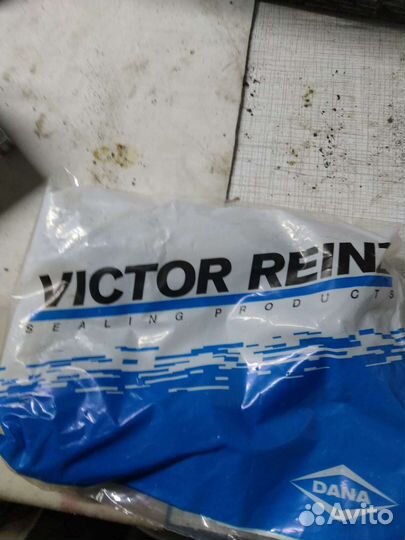 VICTOR REINZ
SEALING PRODUCTS
DANA
Avito